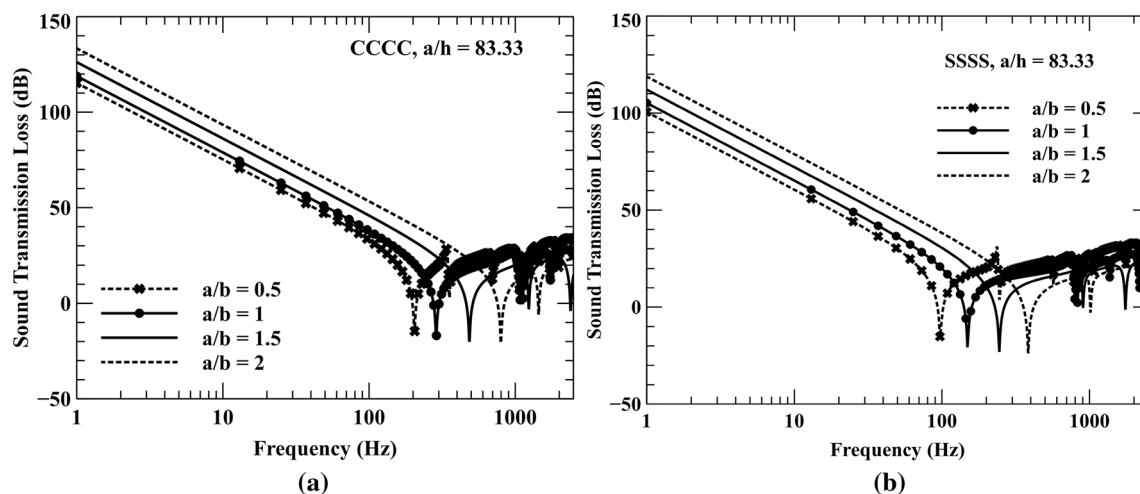 150
100
50
0
−50
Sound Transmission Loss (dB)
CCCC, a/h = 83.33
a/b = 0.5
a/b = 1
a/b = 1.5
a/b = 2
1
10
100
1000
Frequency (Hz)
(a)
150
100
50
0
−50
Sound Transmission Loss (dB)
SSSS, a/h = 83.33
a/b = 0.5
a/b = 1
a/b = 1.5
a/b = 2
1
10
100
1000
Frequency (Hz)
(b)